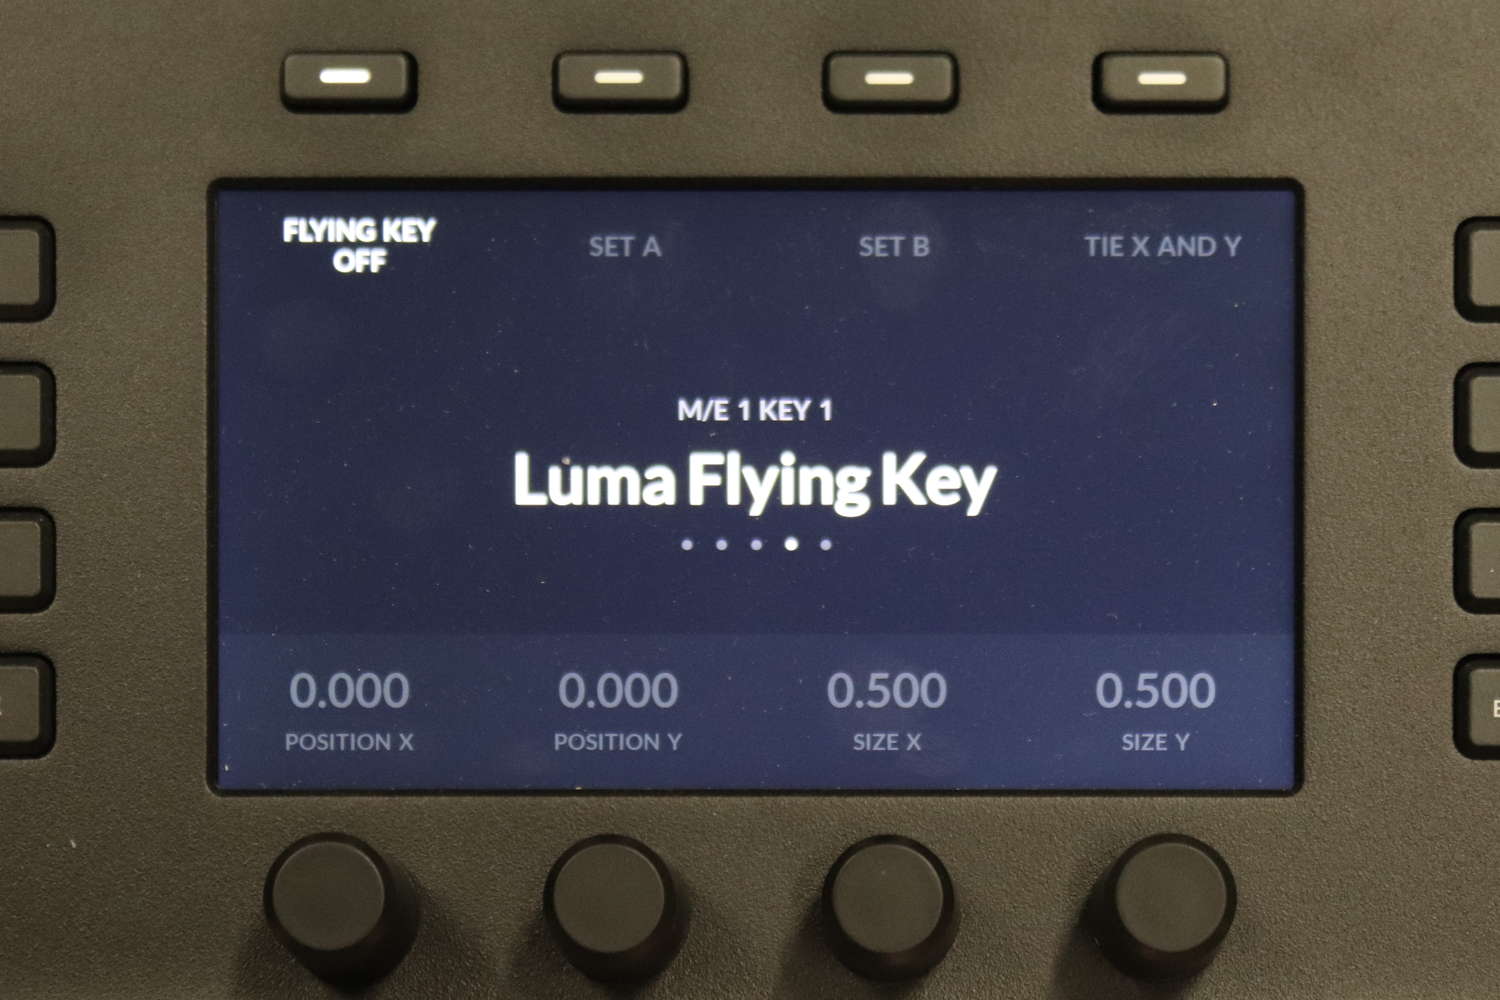 FLYING KEY
OFF
SET A
SET B
TIE X AND Y
M/E 1 KEY 1
Luma Flying Key
0.000
0.000
0.500
0.500
POSITION X
POSITION Y
SIZE X
SIZE Y